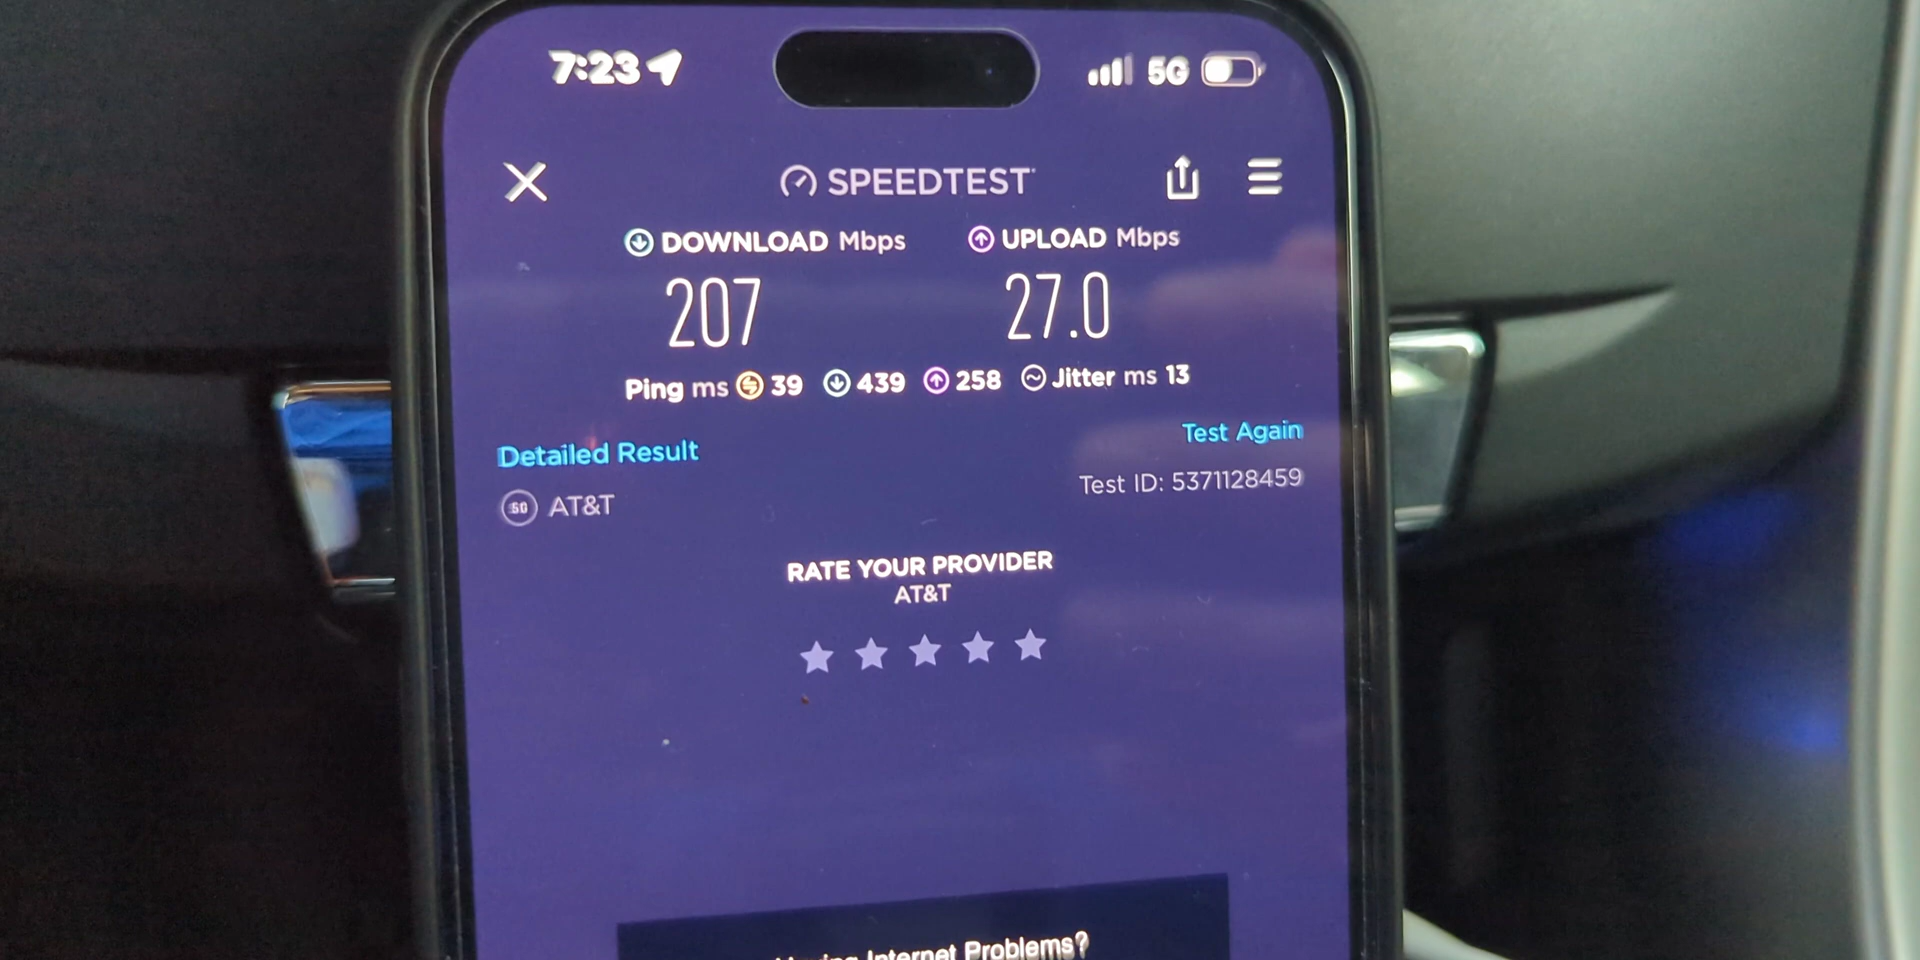 7:23 5G
SPEEDTEST
DOWNLOAD Mbps UPLOAD Mbps
207 27.0
Ping ms 39 439 258 Jitter ms 13
Detailed Result Test Again
5G AT&T Test ID: 5371128459
RATE YOUR PROVIDER
AT&T
Internet Problems?